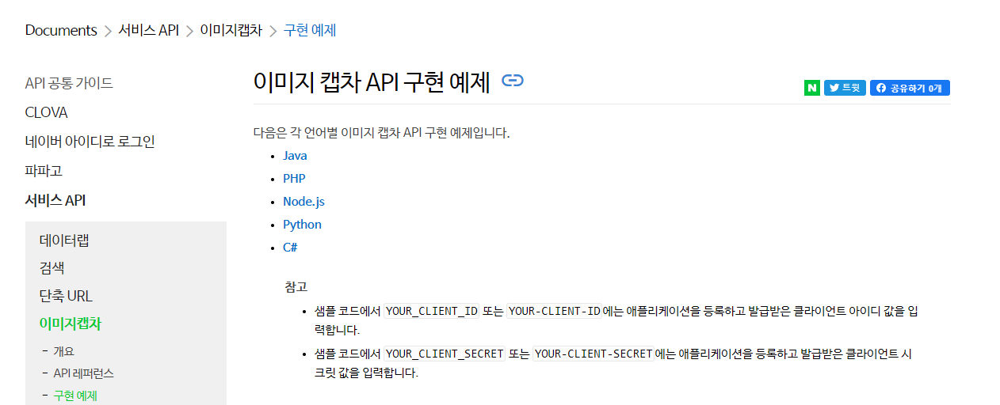 Documents > 서비스 API > 이미지캡차 > 구현 예제
API 공통 가이드
CLOVA
네이버 아이디로 로그인
파파고
서비스 API
데이터랩
검색
단축 URL
이미지캡차
- 개요
- API 레퍼런스
- 구현 예제
이미지 캡차 API 구현 예제
N 트윗 공유하기 0개
다음은 각 언어별 이미지 캡차 API 구현 예제입니다.
• Java
• PHP
• Node.js
• Python
• C#
참고
• 샘플 코드에서 YOUR_CLIENT_ID 또는 YOUR-CLIENT-ID에는 애플리케이션을 등록하고 발급받은 클라이언트 아이디 값을 입
력합니다.
• 샘플 코드에서 YOUR_CLIENT_SECRET 또는 YOUR-CLIENT-SECRET에는 애플리케이션을 등록하고 발급받은 클라이언트 시
크릿 값을 입력합니다.